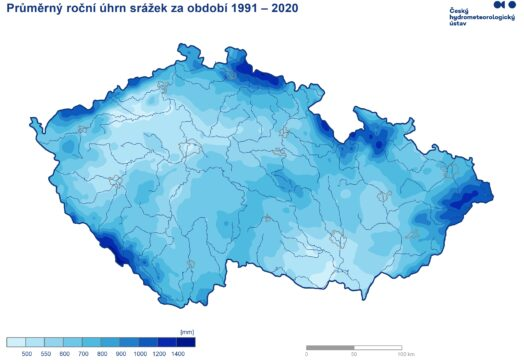 Průměrný roční úhrn srážek za období 1991 – 2020
Český
hydrometeorologický
ústav
[mm]
500 550 600 700 800 900 1000 1200 1400
0 50 100 km